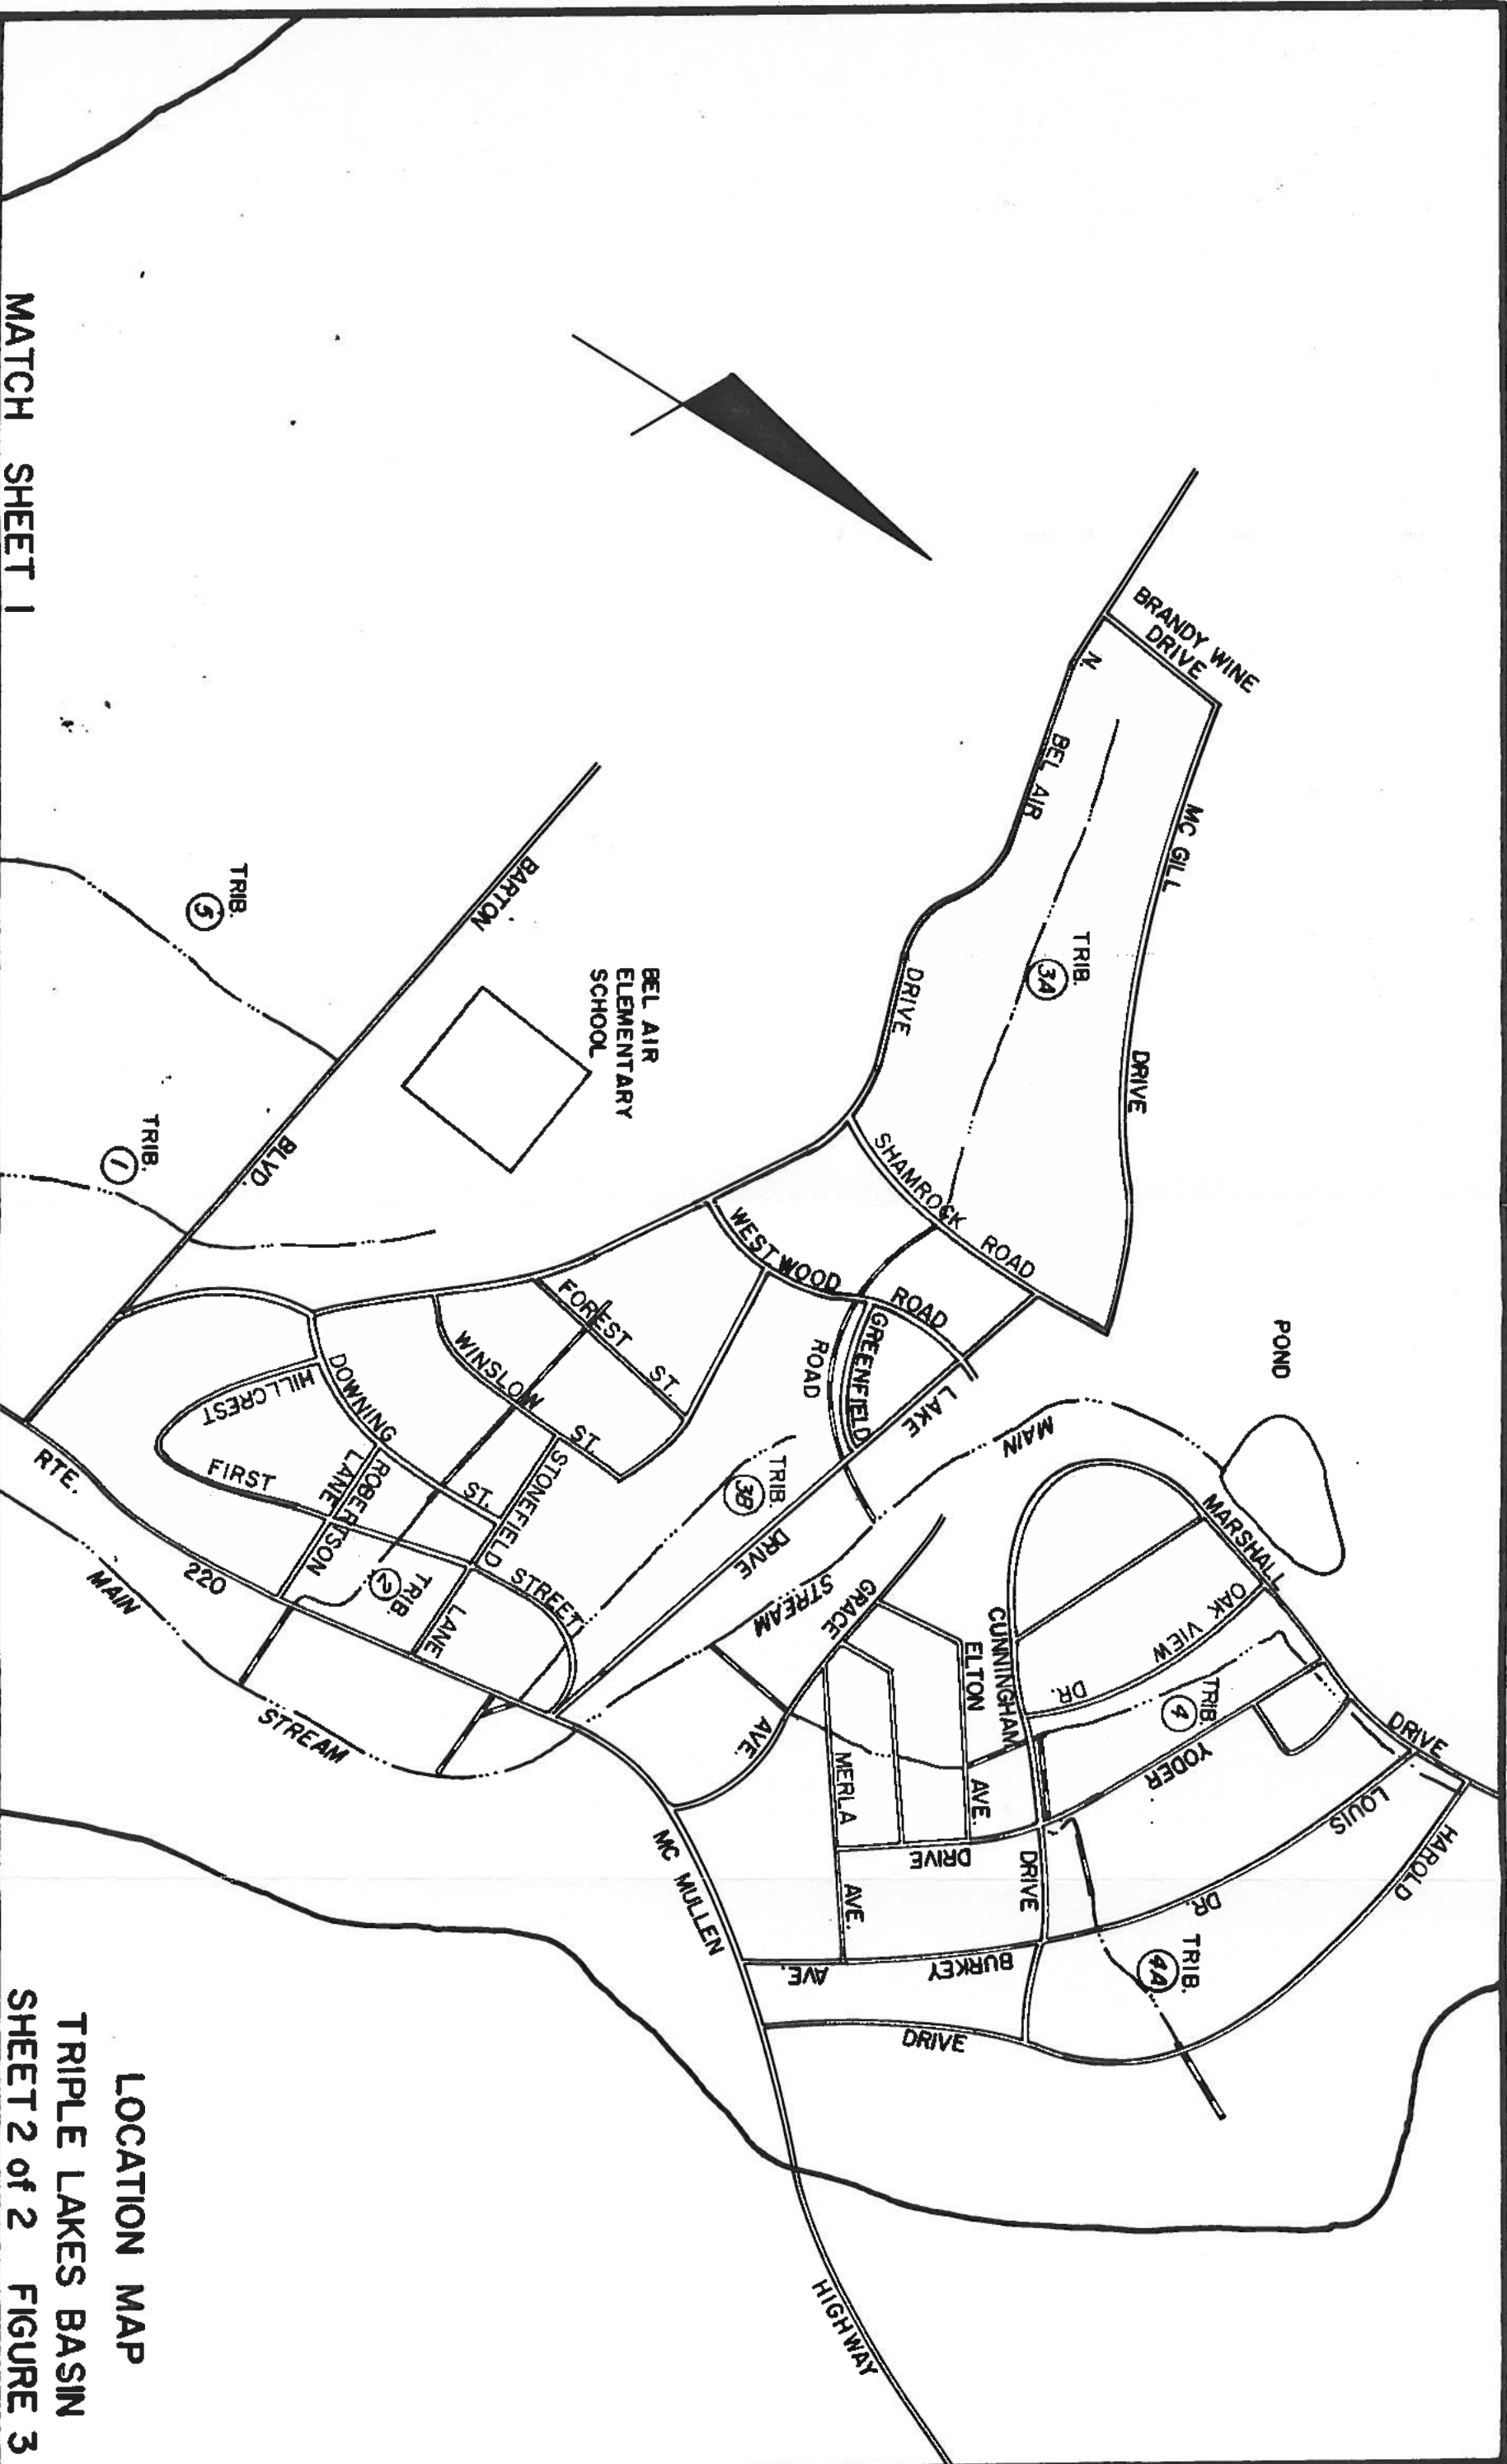 BRANDY WINE
DRIVE
N.
BEL AIR
DRIVE
MC GILL
DRIVE
TRIB.
3A
SHAMROCK
ROAD
WESTWOOD
ROAD
GREENFIELD
ROAD
LAKE
DRIVE
POND
MAIN
STREAM
MARSHALL
DRIVE
OAK VIEW
DR.
CUNNINGHAM
DRIVE
TRIB.
4
YODER
DRIVE
LOUIS
DR.
HAROLD
DRIVE
TRIB.
4A
GRACE
AVE.
ELTON
AVE.
MERLA
AVE.
BURKEY
AVE.
MC MULLEN
HIGHWAY
BARTON
BLVD.
BEL AIR
ELEMENTARY
SCHOOL
TRIB.
5
TRIB.
1
FOREST
ST.
WINSLOW
ST.
DOWNING
ST.
HILLCREST
FIRST
STREET
ROBERTSON
LANE
STONEFIELD
LANE
TRIB.
2
TRIB.
3B
RTE.
220
MAIN
STREAM
MATCH SHEET 1
LOCATION MAP
TRIPLE LAKES BASIN
SHEET 2 of 2 FIGURE 3